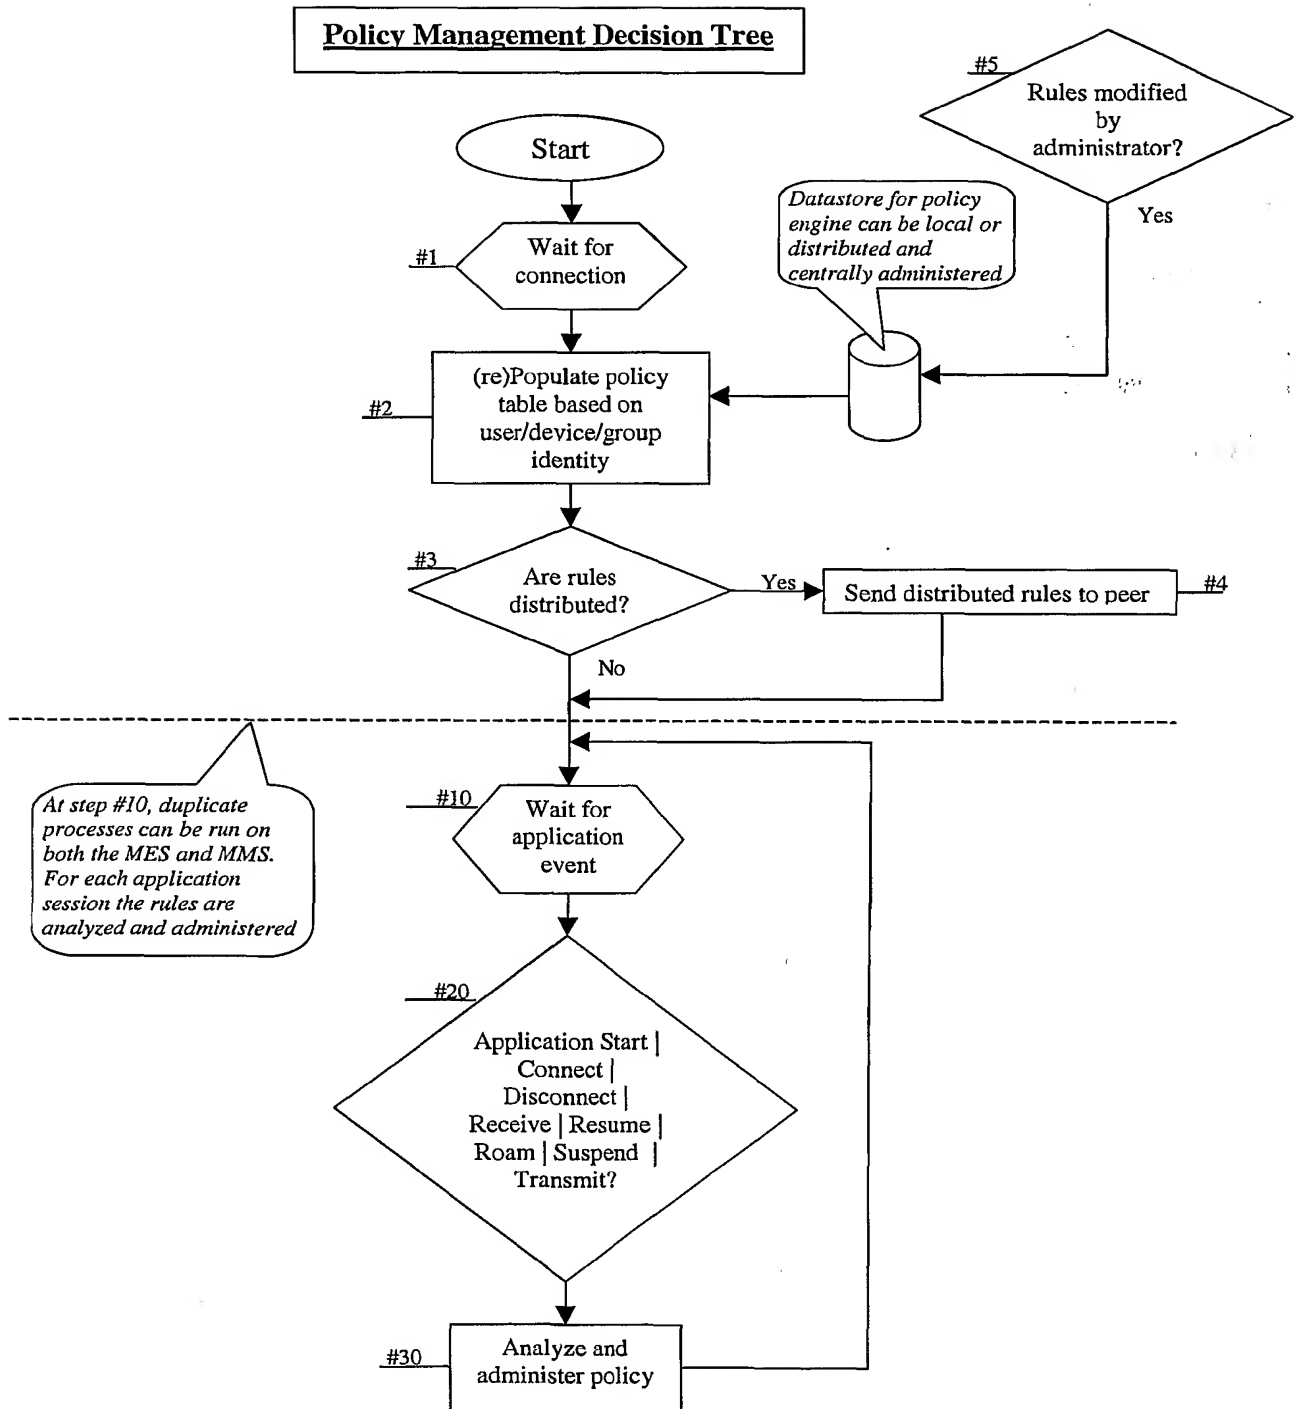 Policy Management Decision Tree
#5
Rules modified
by
administrator?
Yes
Start
Datastore for policy
engine can be local or
distributed and
centrally administered
#1
Wait for
connection
#2
(re)Populate policy
table based on
user/device/group
identity
#3
Are rules
distributed?
Yes
Send distributed rules to peer
#4
No
At step #10, duplicate
processes can be run on
both the MES and MMS.
For each application
session the rules are
analyzed and administered
#10
Wait for
application
event
#20
Application Start |
Connect |
Disconnect |
Receive | Resume |
Roam | Suspend |
Transmit?
#30
Analyze and
administer policy